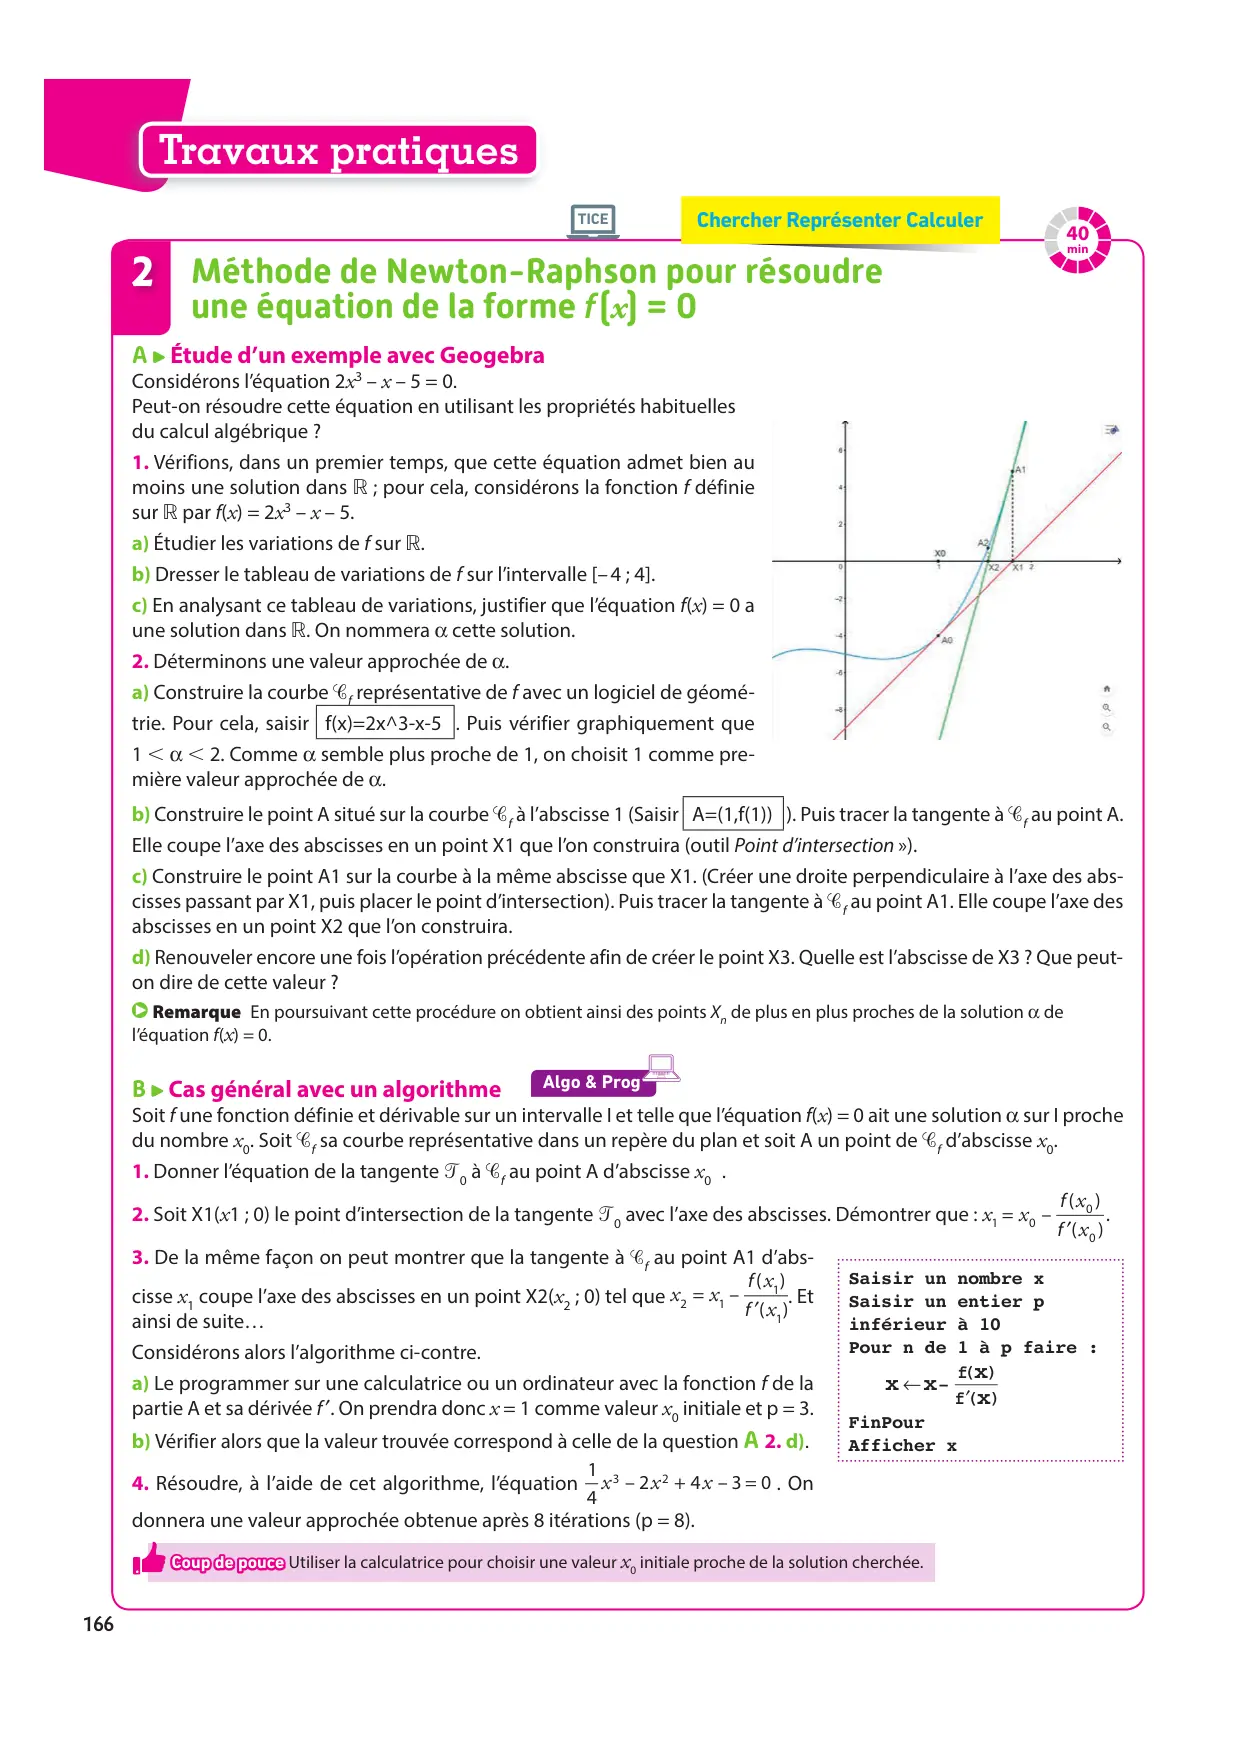 Travaux pratiques
TICE
Chercher Représenter Calculer
40
min
2
Méthode de Newton-Raphson pour résoudre
une équation de la forme f(x) = 0
A ▸ Étude d'un exemple avec Geogebra
Considérons l'équation 2x³ – x – 5 = 0.
Peut-on résoudre cette équation en utilisant les propriétés habituelles
du calcul algébrique ?
1. Vérifions, dans un premier temps, que cette équation admet bien au
moins une solution dans ℝ ; pour cela, considérons la fonction f définie
sur ℝ par f(x) = 2x³ – x – 5.
a) Étudier les variations de f sur ℝ.
b) Dresser le tableau de variations de f sur l'intervalle [– 4 ; 4].
c) En analysant ce tableau de variations, justifier que l'équation f(x) = 0 a
une solution dans ℝ. On nommera α cette solution.
2. Déterminons une valeur approchée de α.
a) Construire la courbe 𝒞f représentative de f avec un logiciel de géomé-
trie. Pour cela, saisir f(x)=2x^3-x-5 . Puis vérifier graphiquement que
1 < α < 2. Comme α semble plus proche de 1, on choisit 1 comme pre-
mière valeur approchée de α.
6
4
2
0
–2
–4
–6
–8
1
2
X0
X1
X2
A0
A1
A2
b) Construire le point A situé sur la courbe 𝒞f à l'abscisse 1 (Saisir A=(1,f(1)) ). Puis tracer la tangente à 𝒞f au point A.
Elle coupe l'axe des abscisses en un point X1 que l'on construira (outil Point d'intersection »).
c) Construire le point A1 sur la courbe à la même abscisse que X1. (Créer une droite perpendiculaire à l'axe des abs-
cisses passant par X1, puis placer le point d'intersection). Puis tracer la tangente à 𝒞f au point A1. Elle coupe l'axe des
abscisses en un point X2 que l'on construira.
d) Renouveler encore une fois l'opération précédente afin de créer le point X3. Quelle est l'abscisse de X3 ? Que peut-
on dire de cette valeur ?
Remarque En poursuivant cette procédure on obtient ainsi des points Xn de plus en plus proches de la solution α de
l'équation f(x) = 0.
B ▸ Cas général avec un algorithme
Algo & Prog
Soit f une fonction définie et dérivable sur un intervalle I et telle que l'équation f(x) = 0 ait une solution α sur I proche
du nombre x₀. Soit 𝒞f sa courbe représentative dans un repère du plan et soit A un point de 𝒞f d'abscisse x₀.
1. Donner l'équation de la tangente 𝒯₀ à 𝒞f au point A d'abscisse x₀ .
2. Soit X1(x1 ; 0) le point d'intersection de la tangente 𝒯₀ avec l'axe des abscisses. Démontrer que : x₁ = x₀ – f(x₀)/f′(x₀).
3. De la même façon on peut montrer que la tangente à 𝒞f au point A1 d'abs-
cisse x₁ coupe l'axe des abscisses en un point X2(x₂ ; 0) tel que x₂ = x₁ – f(x₁)/f′(x₁). Et
ainsi de suite…
Considérons alors l'algorithme ci-contre.
a) Le programmer sur une calculatrice ou un ordinateur avec la fonction f de la
partie A et sa dérivée f′. On prendra donc x = 1 comme valeur x₀ initiale et p = 3.
b) Vérifier alors que la valeur trouvée correspond à celle de la question A 2. d).
Saisir un nombre x
Saisir un entier p
inférieur à 10
Pour n de 1 à p faire :
x ← x – f(x)/f′(x)
FinPour
Afficher x
4. Résoudre, à l'aide de cet algorithme, l'équation 1/4 x³ – 2x² + 4x – 3 = 0 . On
donnera une valeur approchée obtenue après 8 itérations (p = 8).
Coup de pouce Utiliser la calculatrice pour choisir une valeur x₀ initiale proche de la solution cherchée.
166